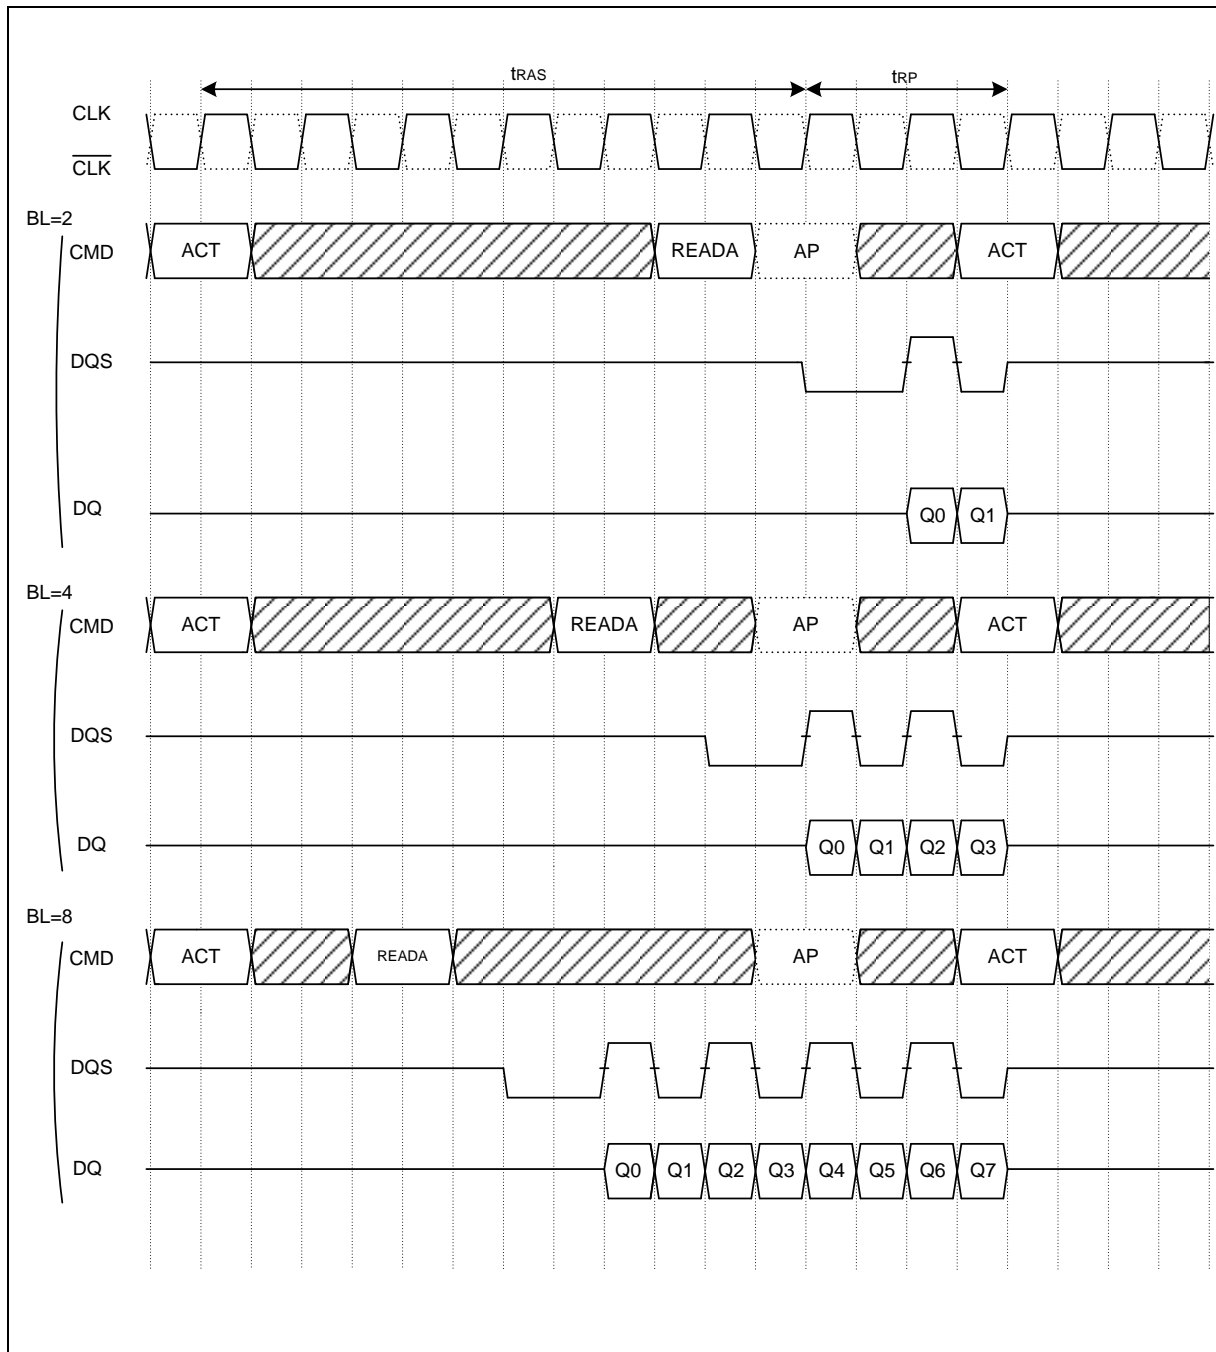 tRAS tRP
CLK
CLK
BL=2
CMD ACT READA AP ACT
DQS
DQ Q0 Q1
BL=4
CMD ACT READA AP ACT
DQS
DQ Q0 Q1 Q2 Q3
BL=8
CMD ACT READA AP ACT
DQS
DQ Q0 Q1 Q2 Q3 Q4 Q5 Q6 Q7